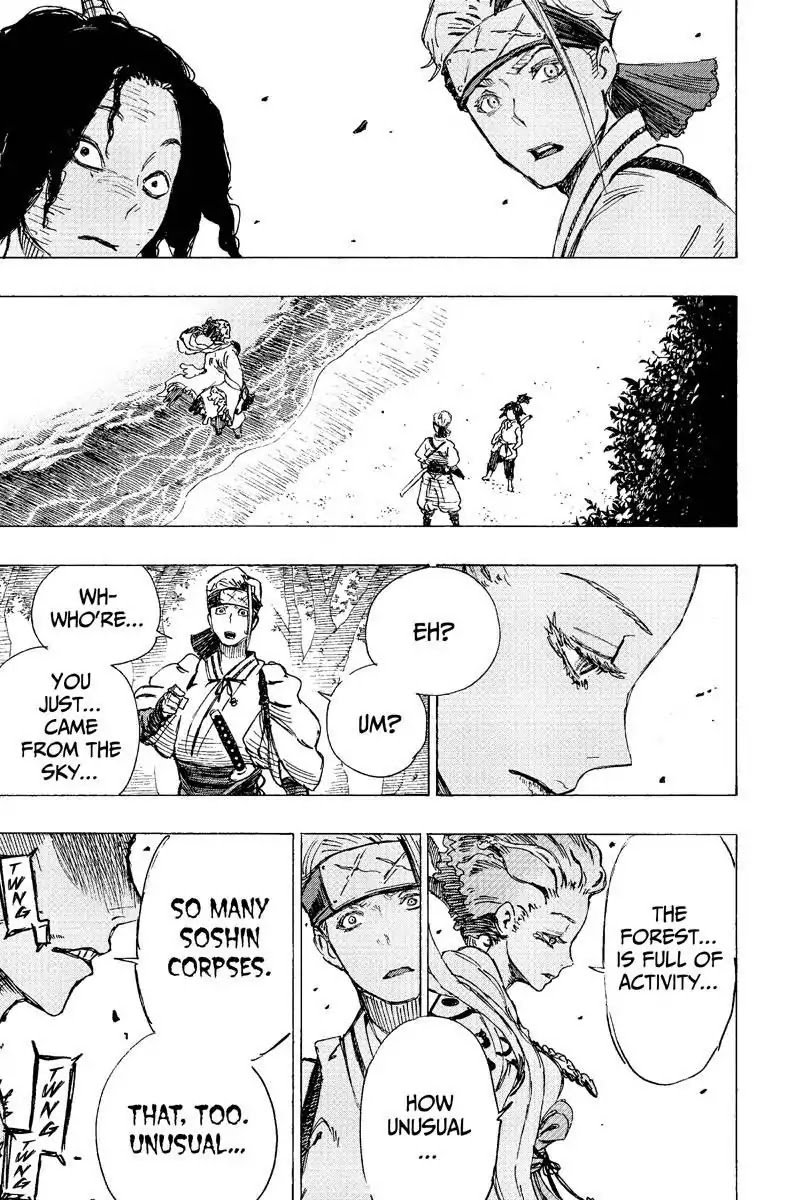 EH?
UM?
WH-
WHO'RE...
YOU
JUST...
CAME
FROM THE
SKY...
THE
FOREST...
IS FULL OF
ACTIVITY...
HOW
UNUSUAL
...
SO MANY
SOSHIN
CORPSES.
THAT, TOO.
UNUSUAL...
TWNG
TWNG
TWNG
TWNG